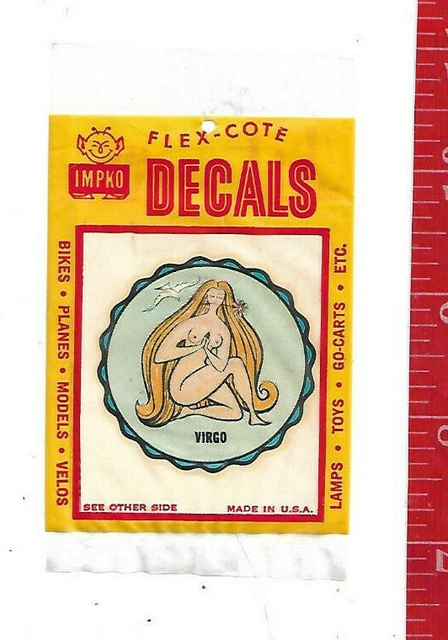 FLEX-COTE
IMPKO
DECALS
BIKES • PLANES • MODELS • VELOS
LAMPS • TOYS • GO-CARTS • ETC.
VIRGO
SEE OTHER SIDE
MADE IN U.S.A.